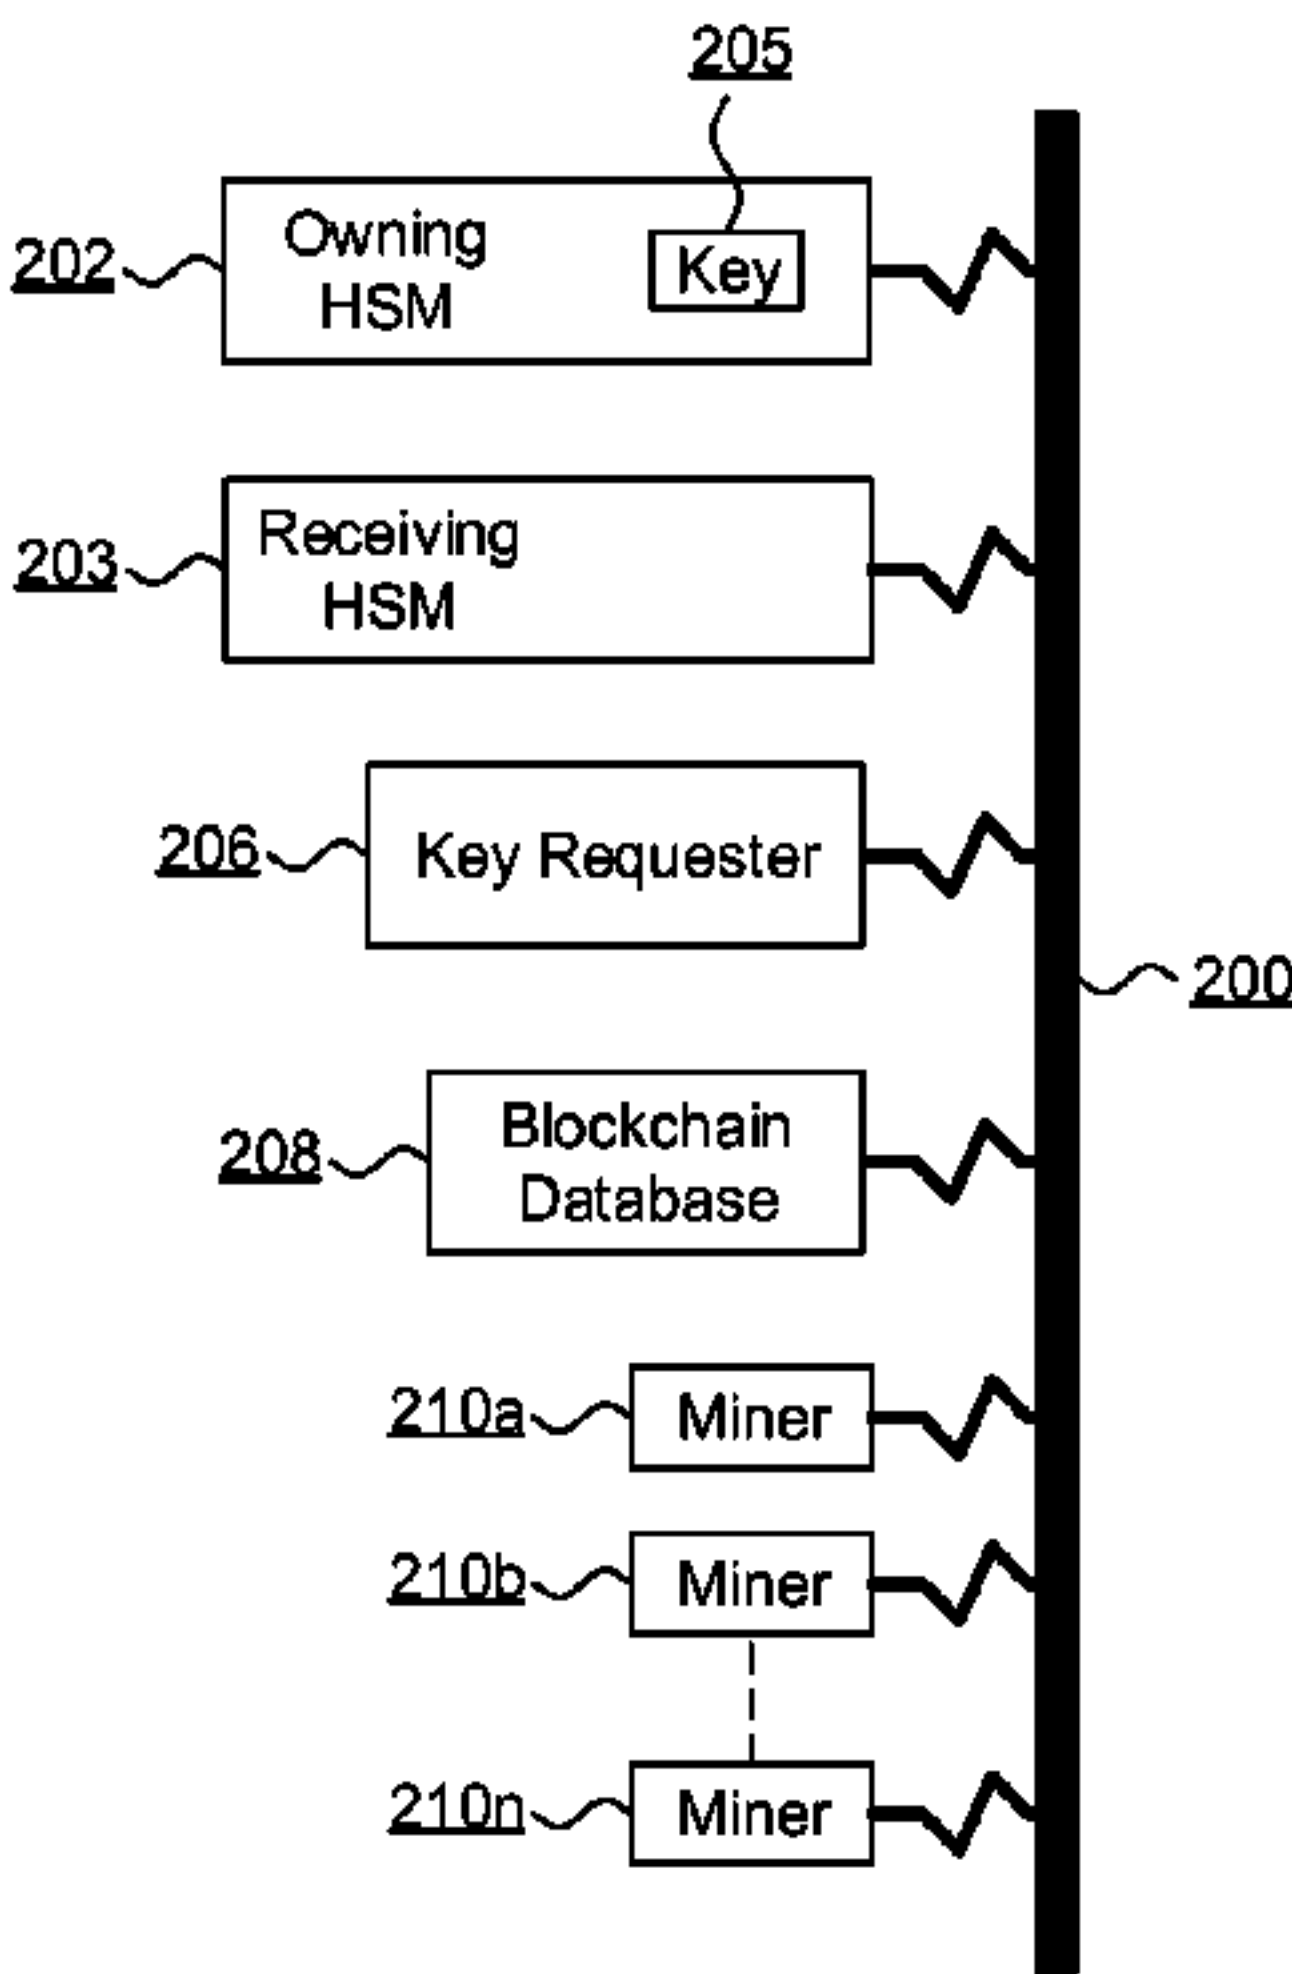 205
202
Owning
HSM
Key
203
Receiving
HSM
206
Key Requester
200
208
Blockchain
Database
210a
Miner
210b
Miner
210n
Miner